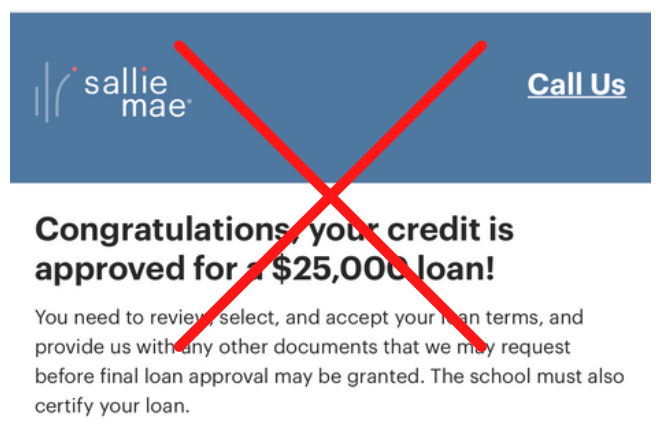 sallie
mae
Call Us
Congratulations, your credit is
approved for a $25,000 loan!
You need to review, select, and accept your loan terms, and
provide us with any other documents that we may request
before final loan approval may be granted. The school must also
certify your loan.